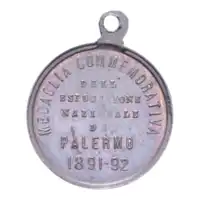 MEDAGLIA COMMEMORATIVA
DELL
ESPOSIZIONE
NAZIONALE
DI
PALERMO
1891-92